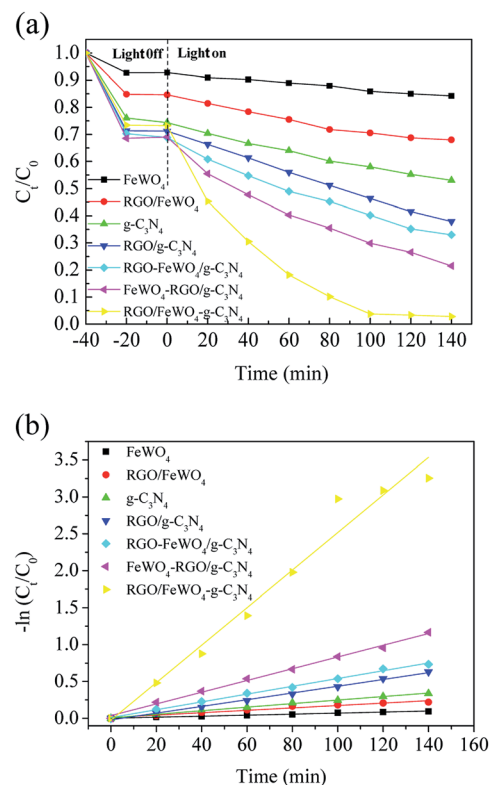 (a)
Light Off Light on
1.0
0.9
0.8
0.7
0.6
0.5
0.4
0.3
0.2
0.1
0.0
Cₜ/C₀
FeWO₄
RGO/FeWO₄
g-C₃N₄
RGO/g-C₃N₄
RGO-FeWO₄/g-C₃N₄
FeWO₄-RGO/g-C₃N₄
RGO/FeWO₄-g-C₃N₄
-40 -20 0 20 40 60 80 100 120 140
Time (min)
(b)
3.5
3.0
2.5
2.0
1.5
1.0
0.5
0.0
-ln (Cₜ/C₀)
FeWO₄
RGO/FeWO₄
g-C₃N₄
RGO/g-C₃N₄
RGO-FeWO₄/g-C₃N₄
FeWO₄-RGO/g-C₃N₄
RGO/FeWO₄-g-C₃N₄
0 20 40 60 80 100 120 140 160
Time (min)